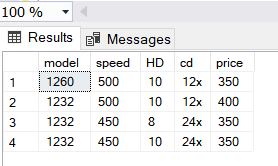 100 %
Results Messages
model speed HD cd price
1 1260 500 10 12x 350
2 1232 500 10 12x 400
3 1232 450 8 24x 350
4 1232 450 10 24x 350